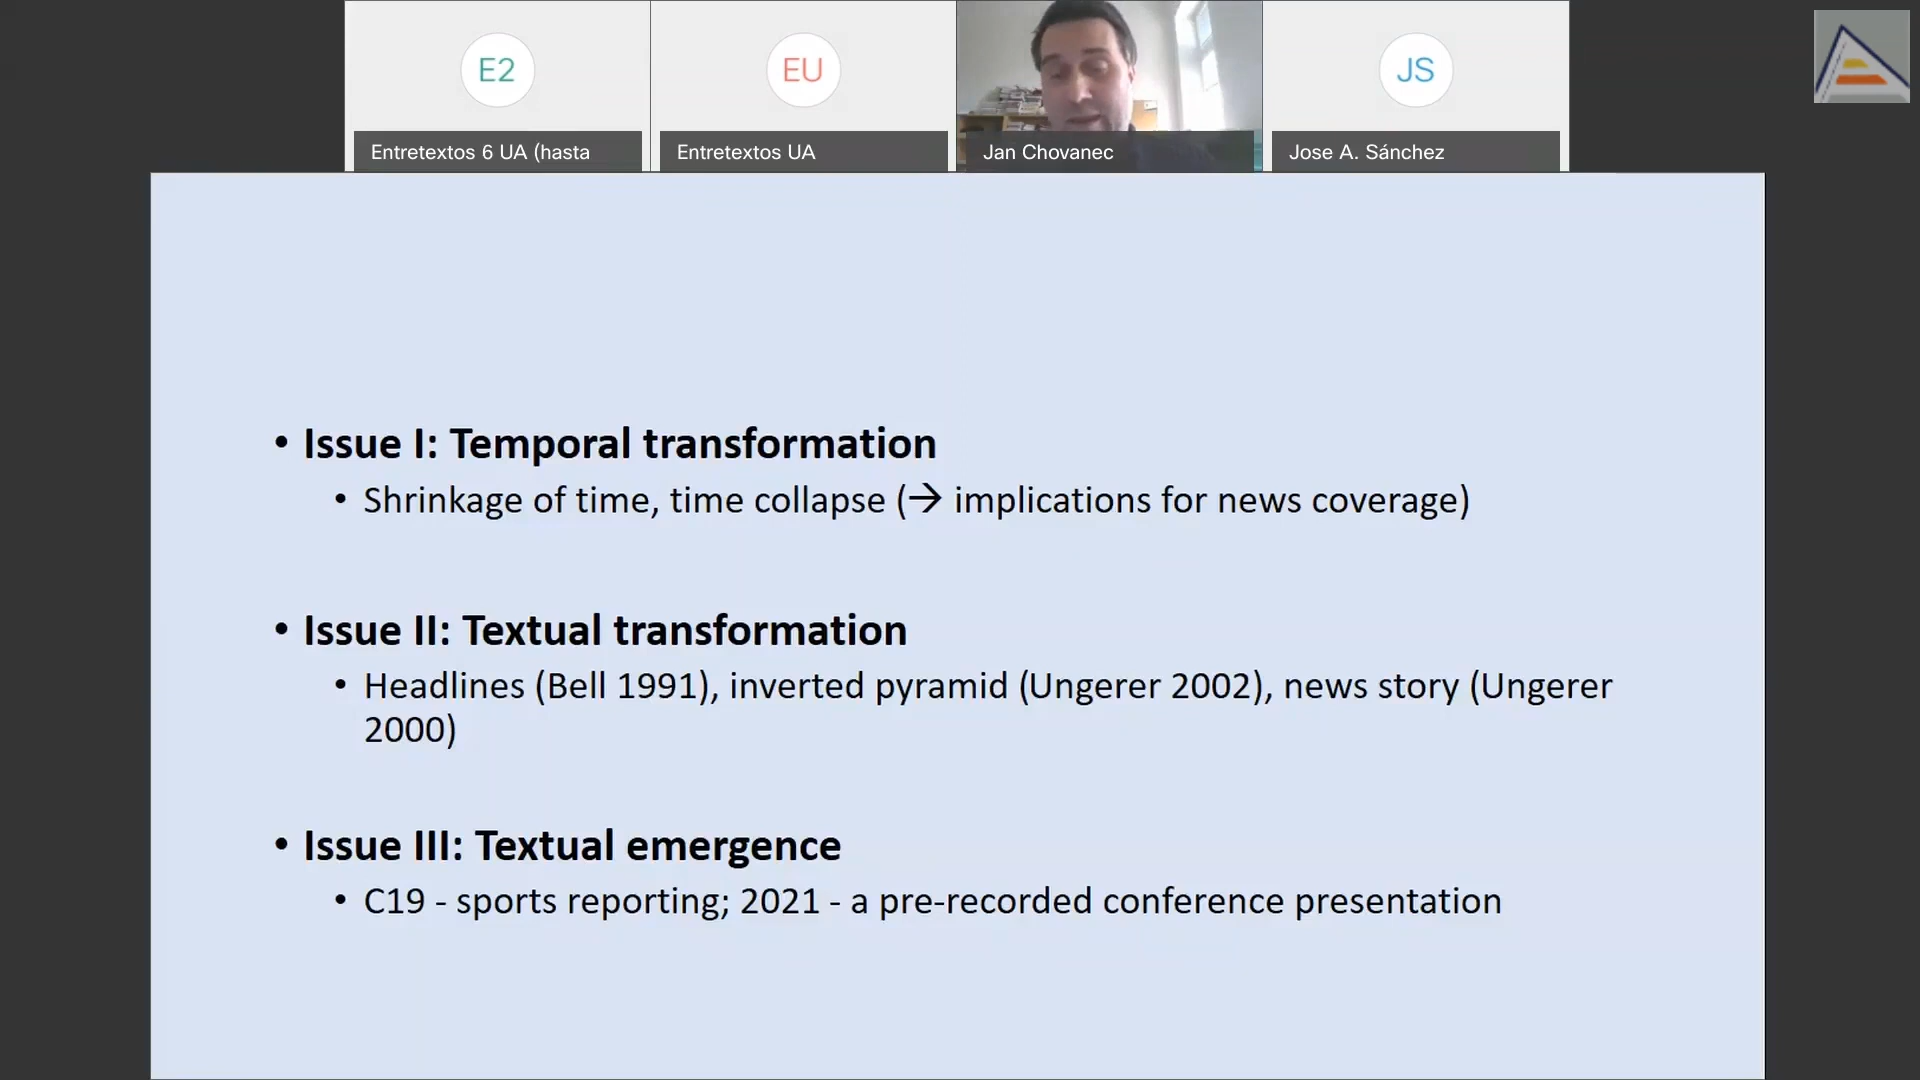 E2
EU
JS
Entretextos 6 UA (hasta
Entretextos UA
Jan Chovanec
Jose A. Sánchez
• Issue I: Temporal transformation
• Shrinkage of time, time collapse (→ implications for news coverage)
• Issue II: Textual transformation
• Headlines (Bell 1991), inverted pyramid (Ungerer 2002), news story (Ungerer
2000)
• Issue III: Textual emergence
• C19 - sports reporting; 2021 - a pre-recorded conference presentation